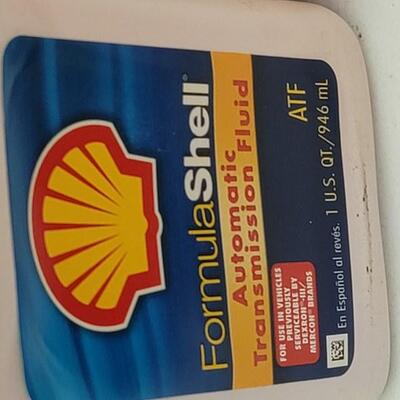 FormulaShell®
Automatic
Transmission Fluid
FOR USE IN VEHICLES
PREVIOUSLY
SERVICEABLE BY
DEXRON®-III/
MERCON® BRANDS
ATF
En Español al revés. 1 U.S. QT./946 mL